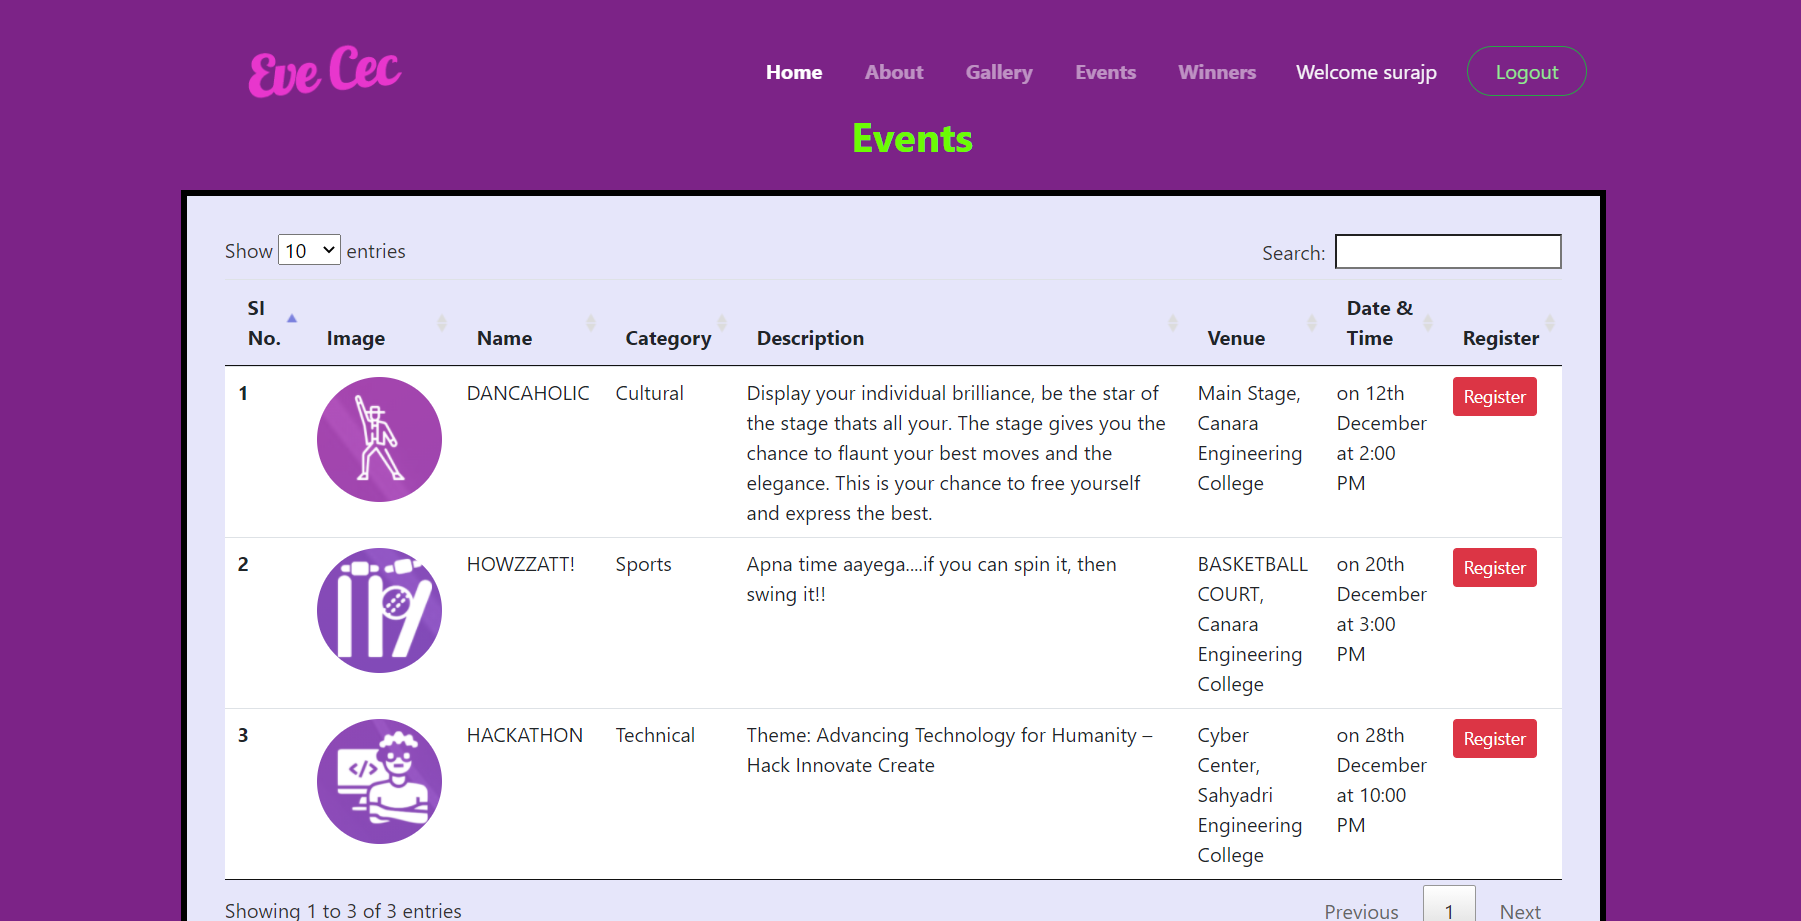 Eve Cec
Home About Gallery Events Winners Welcome surajp Logout
Events
Show 10 entries
Search:
Sl No. Image Name Category Description Venue Date & Time Register
1
DANCAHOLIC
Cultural
Display your individual brilliance, be the star of
the stage thats all your. The stage gives you the
chance to flaunt your best moves and the
elegance. This is your chance to free yourself
and express the best.
Main Stage,
Canara
Engineering
College
on 12th
December
at 2:00
PM
Register
2
HOWZZATT!
Sports
Apna time aayega....if you can spin it, then
swing it!!
BASKETBALL
COURT,
Canara
Engineering
College
on 20th
December
at 3:00
PM
Register
3
</>
HACKATHON
Technical
Theme: Advancing Technology for Humanity –
Hack Innovate Create
Cyber
Center,
Sahyadri
Engineering
College
on 28th
December
at 10:00
PM
Register
Showing 1 to 3 of 3 entries
Previous 1 Next